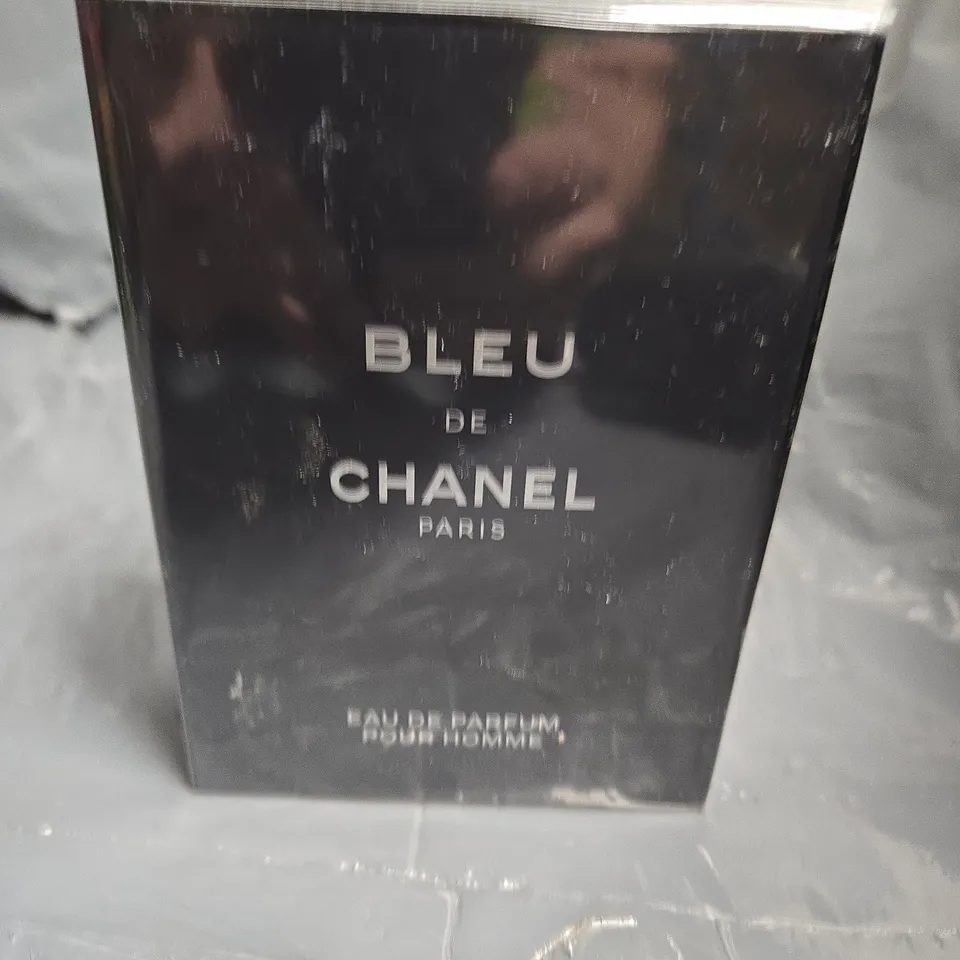 BLEU
DE
CHANEL
PARIS
EAU DE PARFUM
POUR HOMME